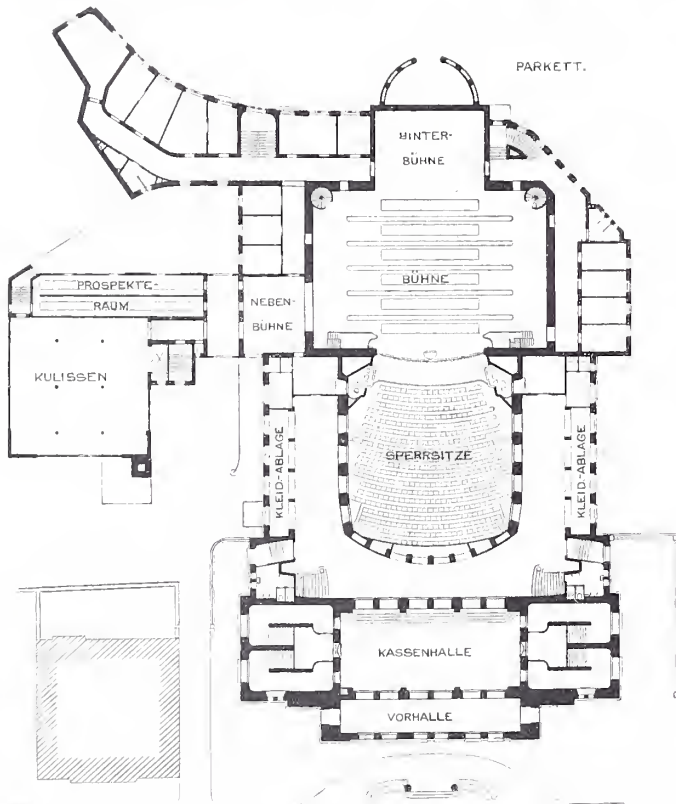 PARKETT.
HINTER-
BÜHNE
BÜHNE
PROSPEKTE-
RAUM
NEBEN-
BÜHNE
KULISSEN
KLEID-ABLAGE
SPERRSITZE
KLEID-ABLAGE
KASSENHALLE
VORHALLE